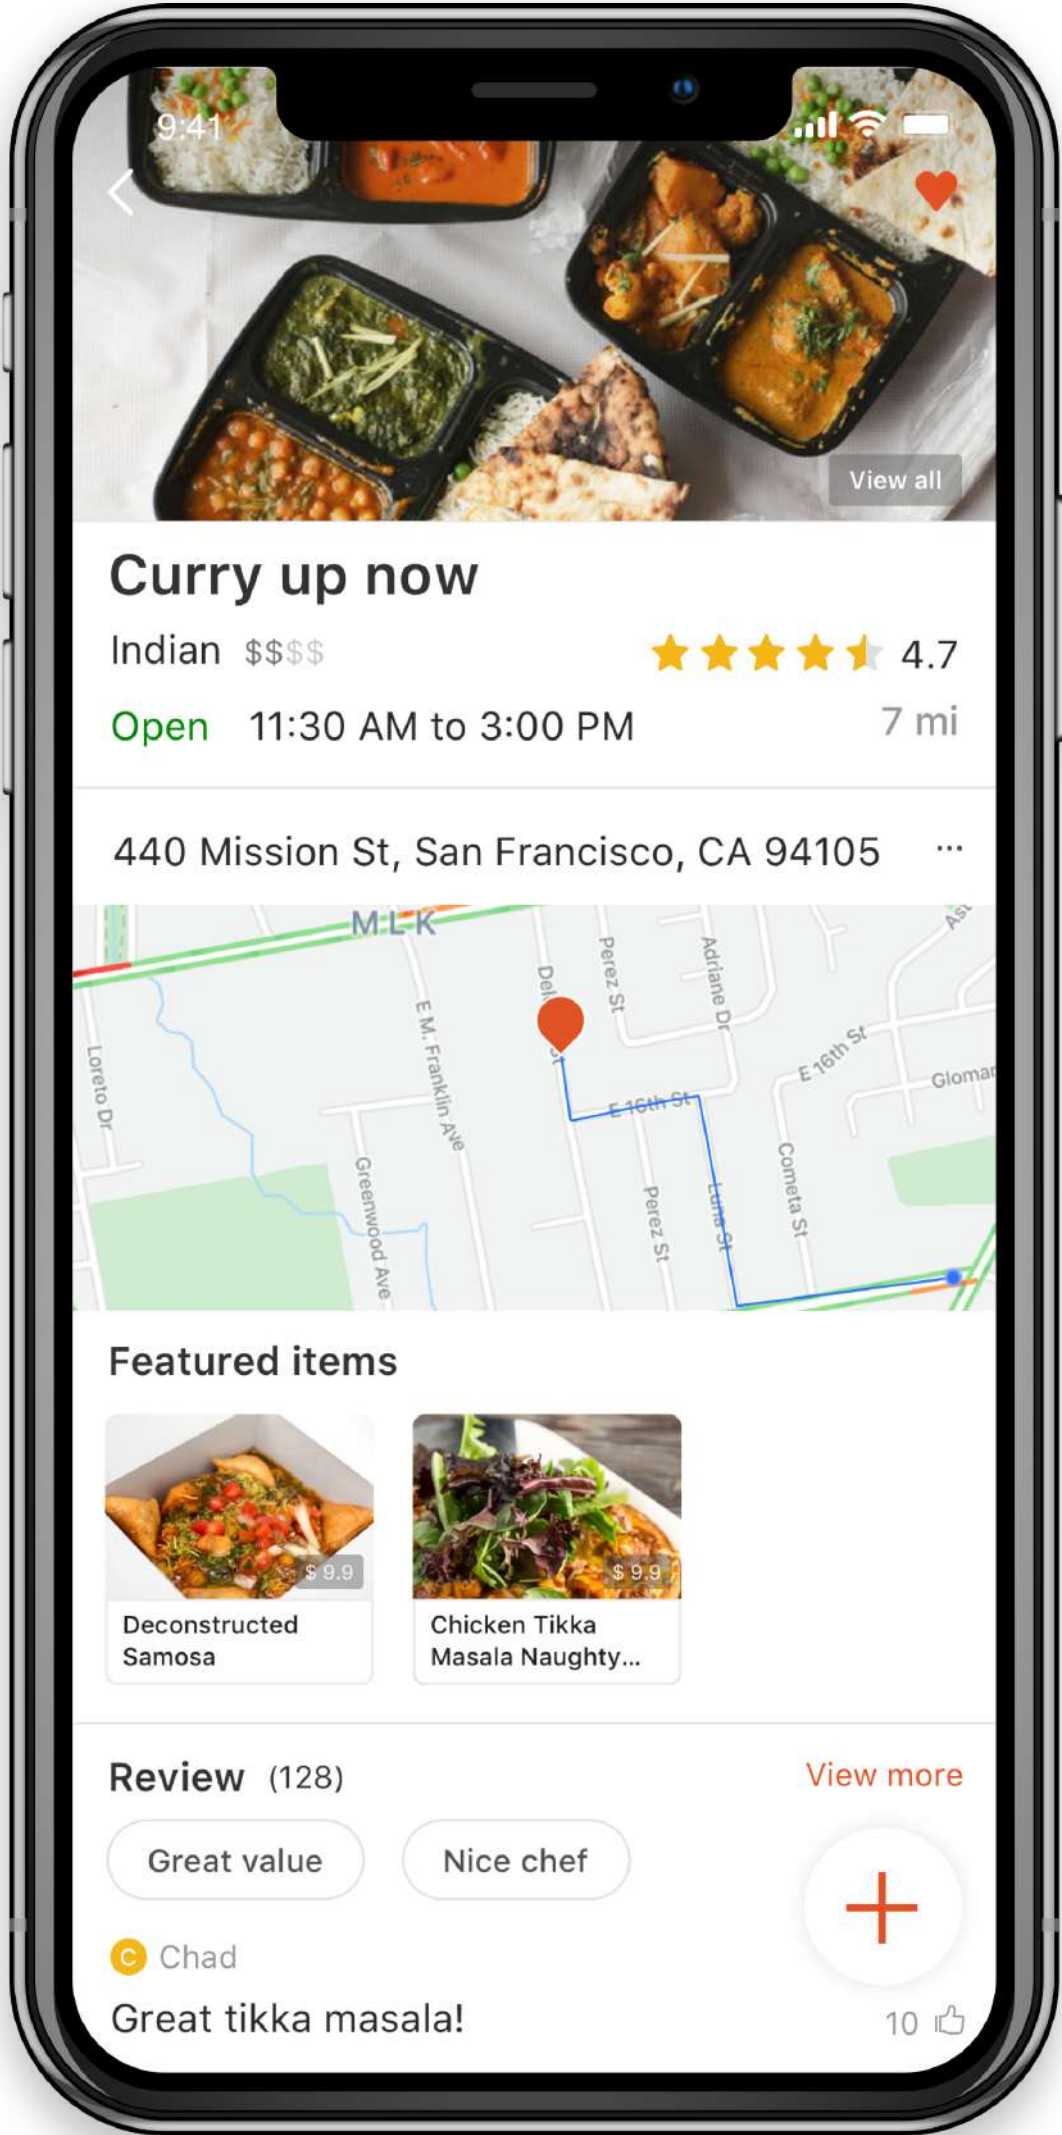 9:41
View all
Curry up now
Indian $$$$
4.7
Open 11:30 AM to 3:00 PM
7 mi
440 Mission St, San Francisco, CA 94105 ...
MLK
Perez St
Adriane Dr
E M. Franklin Ave
Loreto Dr
E 16th St
Glomar
E 16th St
Greenwood Ave
Perez St
Luna St
Cometa St
Featured items
$ 9.9
$ 9.9
Deconstructed
Samosa
Chicken Tikka
Masala Naughty...
Review (128)
View more
Great value
Nice chef
C Chad
Great tikka masala!
10